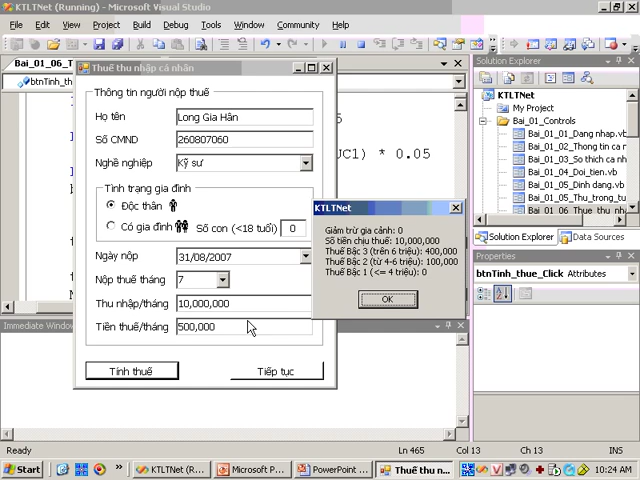 KTLTNet (Running) - Microsoft Visual Studio
File Edit View Project Build Debug Tools Window Community Help
Thuế thu nhập cá nhân
Thông tin người nộp thuế
Họ tên Long Gia Hân
Số CMND 260807060
Nghề nghiệp Kỹ sư
Tình trạng gia đình
Độc thân
Có gia đình Số con (<18 tuổi) 0
Ngày nộp 31/08/2007
Nộp thuế tháng 7
Thu nhập/tháng 10,000,000
Tiền thuế/tháng 500,000
Tính thuế Tiếp tục
UC1) * 0.05
KTLTNet
Giảm trừ gia cảnh: 0
Số tiền chịu thuế: 10,000,000
Thuế Bậc 3 (trên 6 triệu): 400,000
Thuế Bậc 2 (từ 4-6 triệu): 100,000
Thuế Bậc 1 (<= 4 triệu): 0
OK
Solution Explorer
KTLTNet
My Project
Bai_01_Controls
Bai_01_01_Dang nhap.vb
Bai_01_02_Thong tin ca n
Bai_01_03_So thich ca nh
Bai_01_04_Doi_tien.vb
Bai_01_05_Dinh dang.vb
Bai_01_06_Thue thu nhap
Solution Explorer Data Sources
Properties
btnTinh_thue_Click Attributes
Immediate Window
Ready Ln 465 Col 13 Ch 13 INS
Start KTLTNet (R... Microsoft P... PowerPoint ... Thuế thu n... 10:24 AM